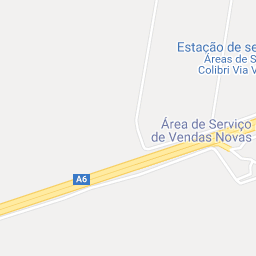 Estação de se
Áreas de S
Colibri Via V
Área de Serviço
de Vendas Novas
A6